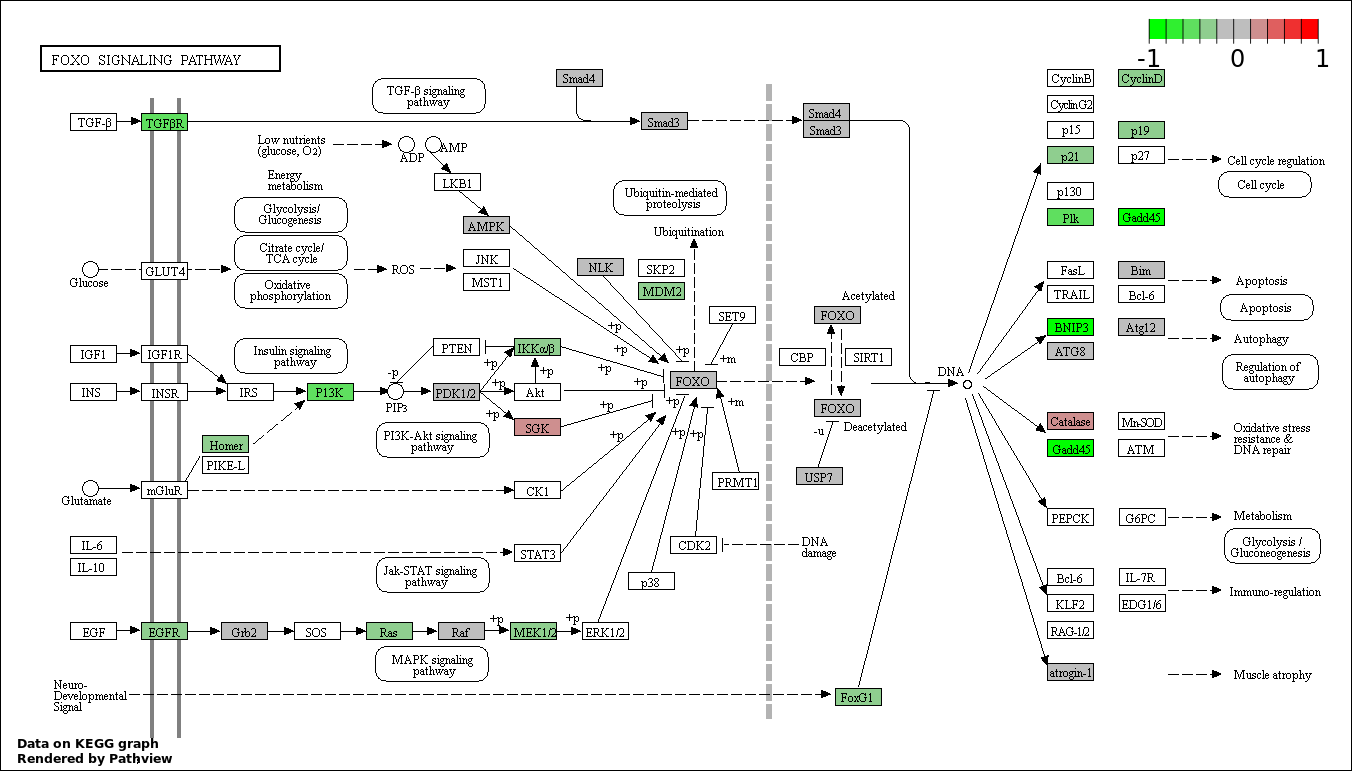 FOXO SIGNALING PATHWAY
-1 0 1
TGF-β
TGFβR
TGF-β signaling
pathway
Smad4
Smad3
Smad4
Smad3
Low nutrients
(glucose, O2)
ADP
AMP
LKB1
AMPK
Energy
metabolism
Glycolysis/
Glucogenesis
Citrate cycle/
TCA cycle
Oxidative
phosphorylation
Glucose
GLUT4
ROS
JNK
MST1
NLK
Ubiquitin-mediated
proteolysis
Ubiquitination
SKP2
MDM2
SET9
Acetylated
FOXO
CBP
SIRT1
FOXO
Deacetylated
-u
USP7
IGF1
IGF1R
INS
INSR
Insulin signaling
pathway
IRS
P13K
-p
PIP3
PTEN
PDK1/2
IKKα/β
Akt
SGK
+p
+p
+p
+p
+p
+p
+p
+p
+p
+p
+p
+p
+p
+p
+m
+m
FOXO
PI3K-Akt signaling
pathway
Homer
PIKE-L
Glutamate
mGluR
CK1
PRMT1
IL-6
IL-10
STAT3
Jak-STAT signaling
pathway
CDK2
DNA
damage
p38
EGF
EGFR
Grb2
SOS
Ras
Raf
+p
MEK1/2
+p
ERK1/2
MAPK signaling
pathway
Neuro-
Developmental
Signal
FoxG1
DNA
CyclinB
CyclinD
CyclinG2
p15
p19
p21
p27
p130
Plk
Gadd45
Cell cycle regulation
Cell cycle
FasL
Bim
TRAIL
Bcl-6
Apoptosis
Apoptosis
BNIP3
Atg12
ATG8
Autophagy
Regulation of
autophagy
Catalase
Mn-SOD
Gadd45
ATM
Oxidative stress
resistance &
DNA repair
PEPCK
G6PC
Metabolism
Glycolysis /
Gluconeogenesis
Bcl-6
IL-7R
KLF2
EDG1/6
RAG-1/2
Immuno-regulation
atrogin-1
Muscle atrophy
Data on KEGG graph
Rendered by Pathview